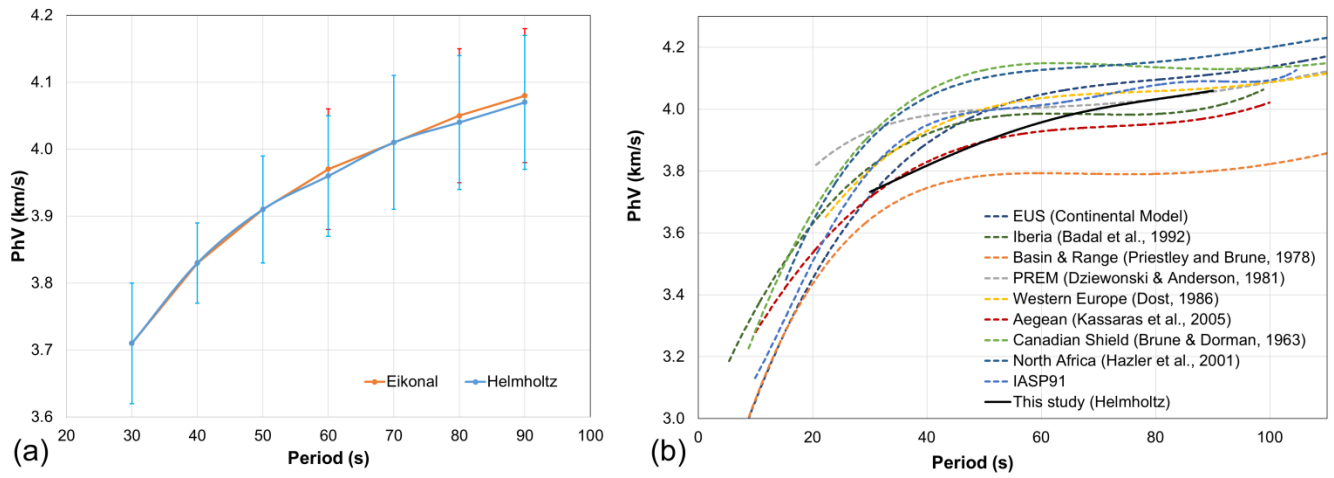 4.2
4.1
4.0
3.9
3.8
3.7
3.6
PhV (km/s)
Eikonal
Helmholtz
20 30 40 50 60 70 80 90 100
Period (s)
(a)
4.2
4.0
3.8
3.6
3.4
3.2
3.0
PhV (km/s)
EUS (Continental Model)
Iberia (Badal et al., 1992)
Basin & Range (Priestley and Brune, 1978)
PREM (Dziewonski & Anderson, 1981)
Western Europe (Dost, 1986)
Aegean (Kassaras et al., 2005)
Canadian Shield (Brune & Dorman, 1963)
North Africa (Hazler et al., 2001)
IASP91
This study (Helmholtz)
0 20 40 60 80 100
Period (s)
(b)